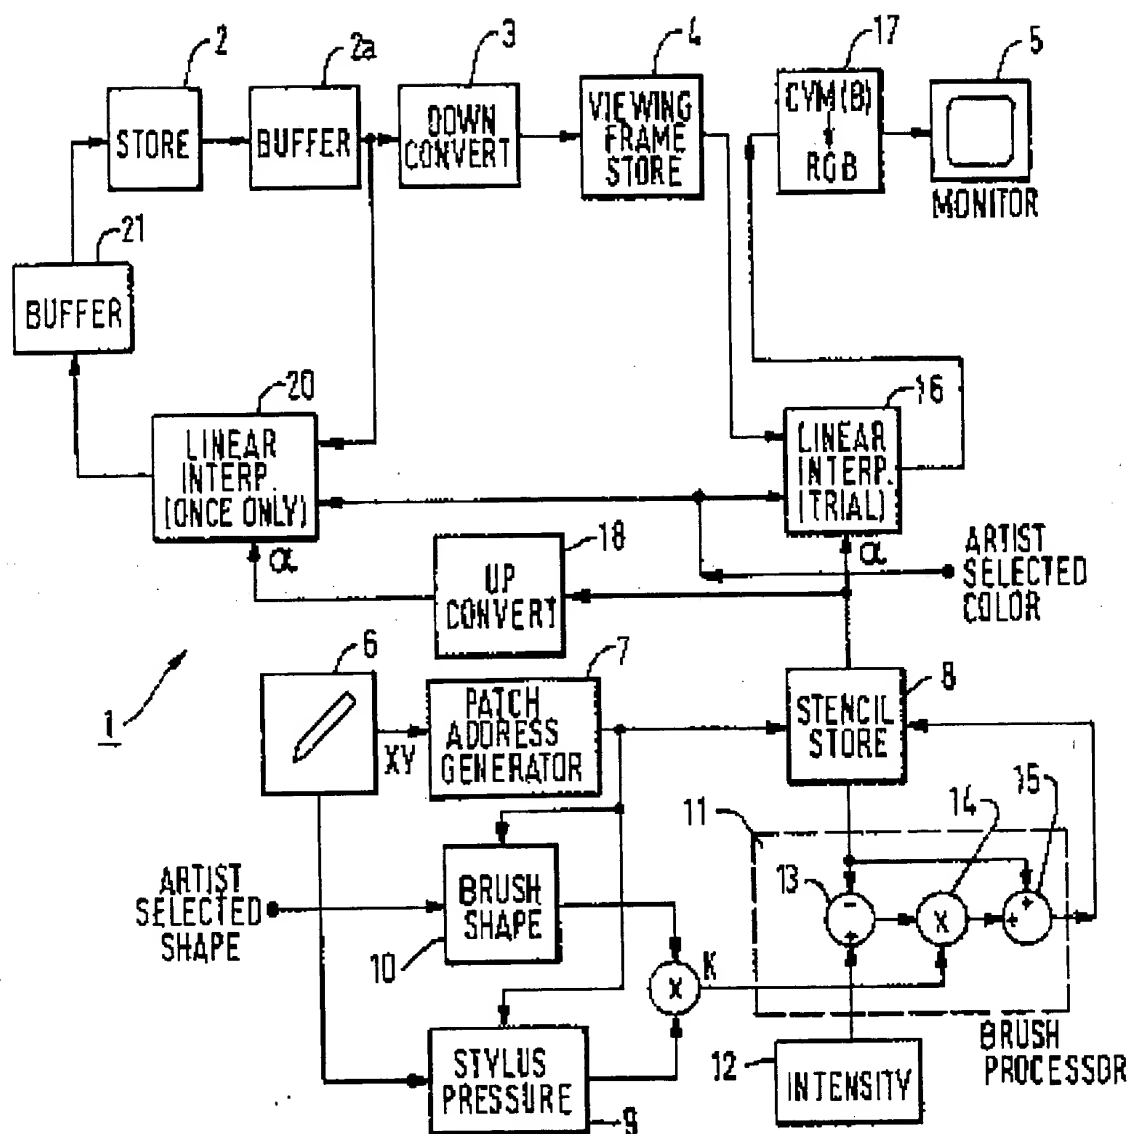 2
2a
3
4
17
5
STORE
BUFFER
DOWN
CONVERT
VIEWING
FRAME
STORE
CYM(B)
RGB
MONITOR
21
BUFFER
20
LINEAR
INTERP.
(ONCE ONLY)
16
LINEAR
INTERP.
(TRIAL)
α
18
UP
CONVERT
α
ARTIST
SELECTED
COLOR
1
6
XY
7
PATCH
ADDRESS
GENERATOR
8
STENCIL
STORE
11
14
15
13
- 
+
X
+
+
ARTIST
SELECTED
SHAPE
BRUSH
SHAPE
10
X
K
BRUSH
PROCESSOR
STYLUS
PRESSURE
9
12
INTENSITY